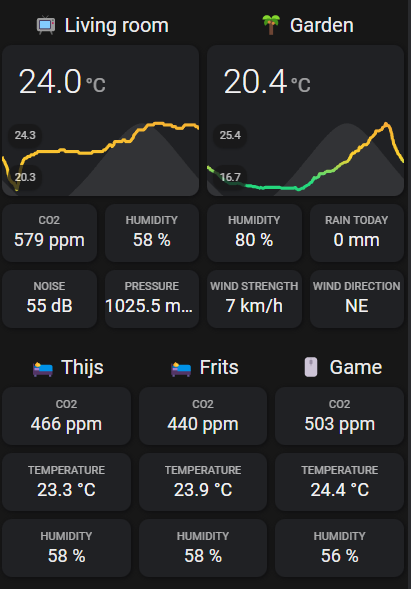 Living room
Garden
24.0 °C
20.4 °C
24.3
20.3
25.4
16.7
CO2
HUMIDITY
HUMIDITY
RAIN TODAY
579 ppm
58 %
80 %
0 mm
NOISE
PRESSURE
WIND STRENGTH
WIND DIRECTION
55 dB
1025.5 m...
7 km/h
NE
Thijs
Frits
Game
CO2
CO2
CO2
466 ppm
440 ppm
503 ppm
TEMPERATURE
TEMPERATURE
TEMPERATURE
23.3 °C
23.9 °C
24.4 °C
HUMIDITY
HUMIDITY
HUMIDITY
58 %
58 %
56 %